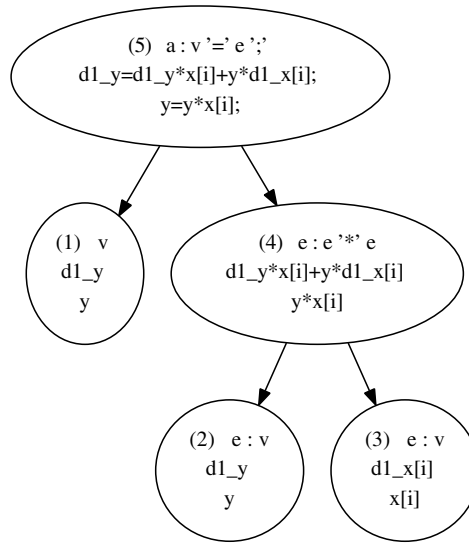 (5) a : v '=' e ';'
d1_y=d1_y*x[i]+y*d1_x[i];
y=y*x[i];
(1) v
d1_y
y
(4) e : e '*' e
d1_y*x[i]+y*d1_x[i]
y*x[i]
(2) e : v
d1_y
y
(3) e : v
d1_x[i]
x[i]